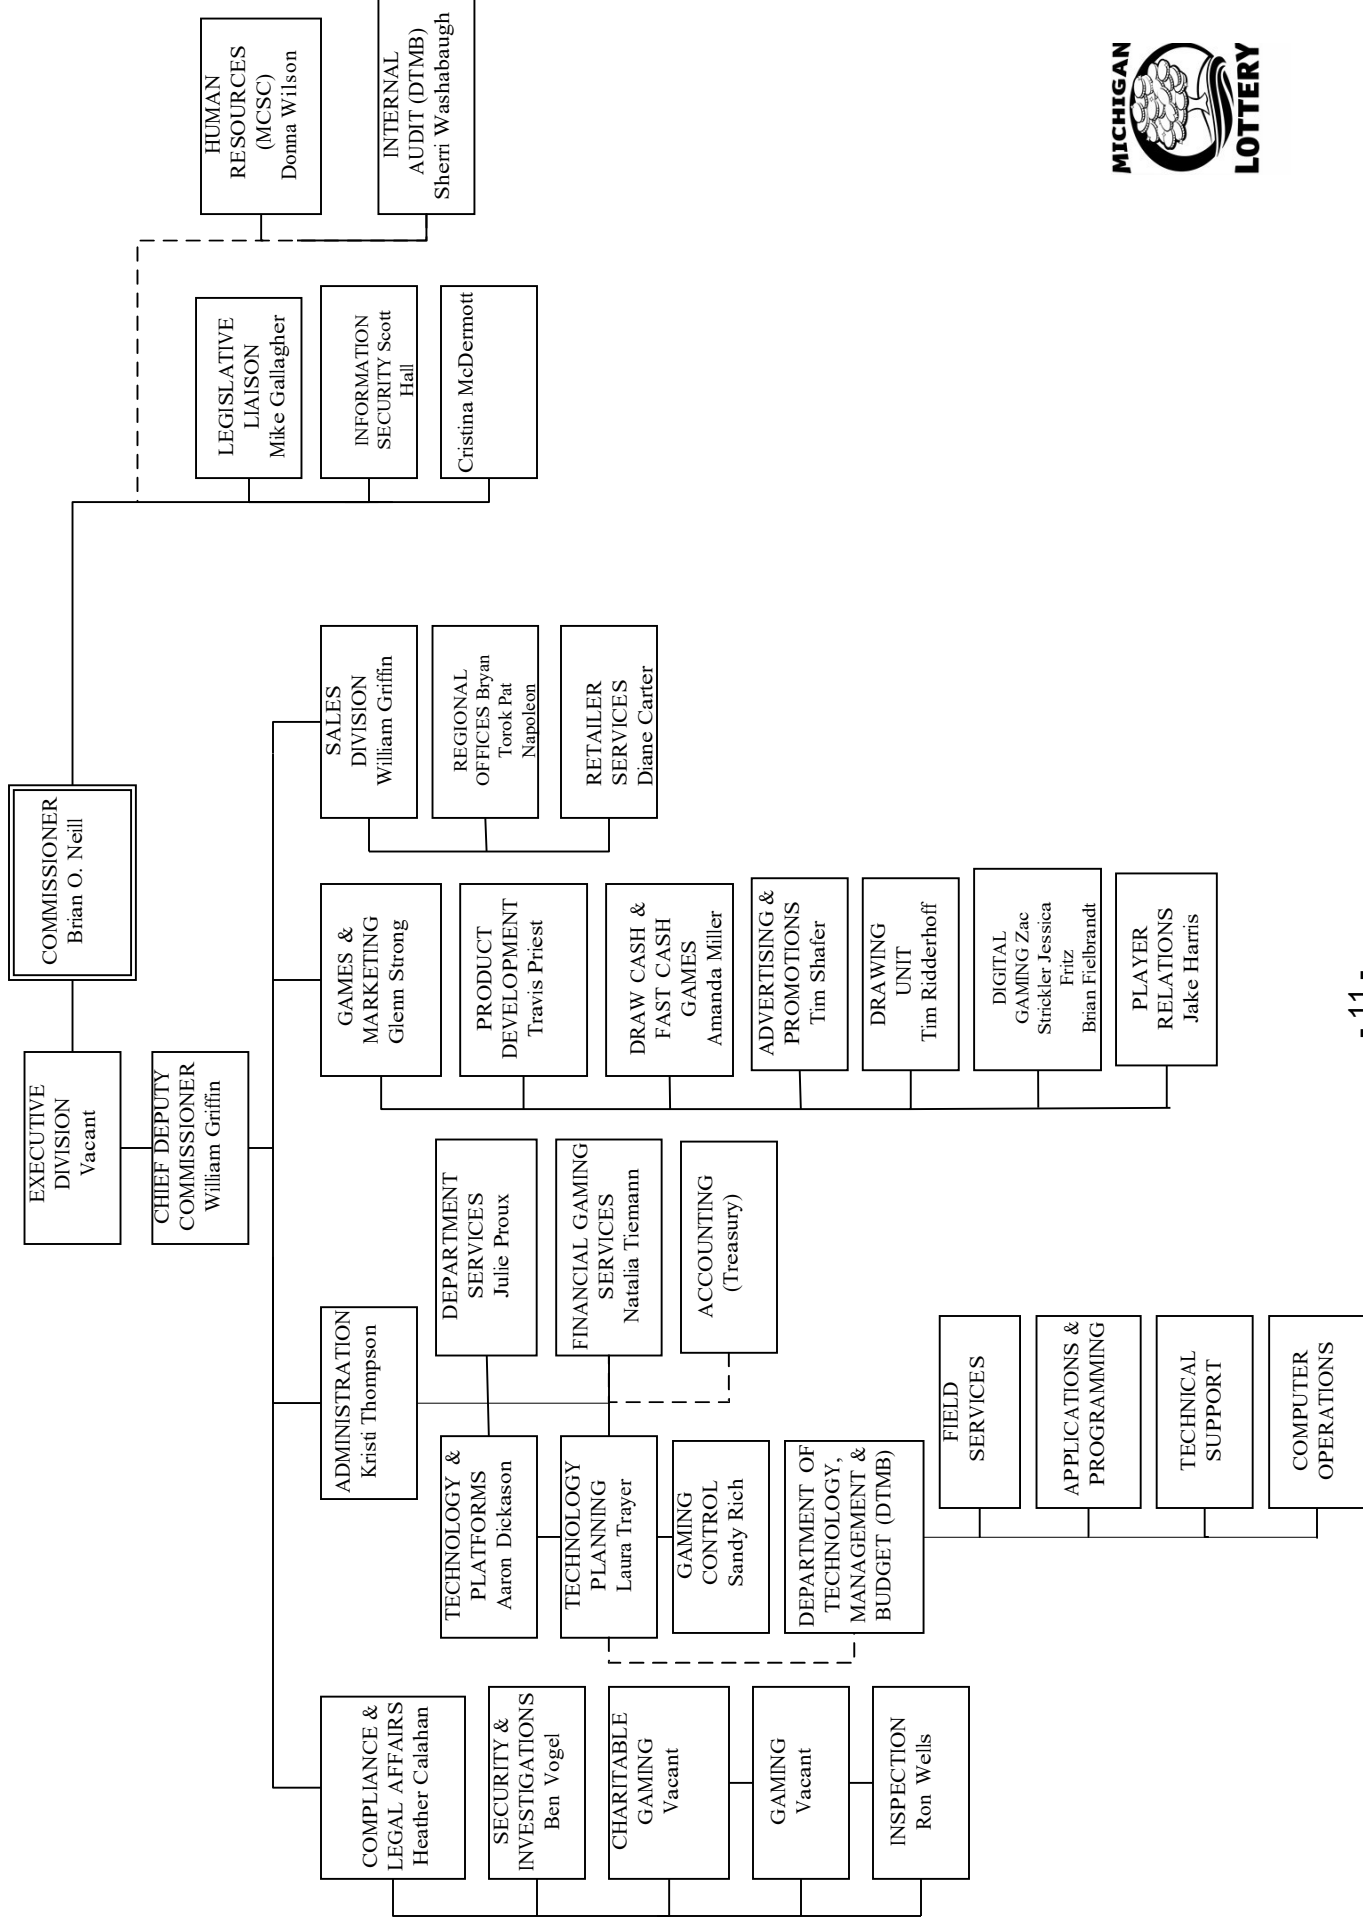 COMMISSIONER
Brian O. Neill
EXECUTIVE
DIVISION
Vacant
CHIEF DEPUTY
COMMISSIONER
William Griffin
HUMAN
RESOURCES
(MCSC)
Donna Wilson
INTERNAL
AUDIT (DTMB)
Sherri Washabaugh
LEGISLATIVE
LIAISON
Mike Gallagher
INFORMATION
SECURITY Scott
Hall
Cristina McDermott
COMPLIANCE &
LEGAL AFFAIRS
Heather Calahan
SECURITY &
INVESTIGATIONS
Ben Vogel
CHARITABLE
GAMING
Vacant
GAMING
Vacant
INSPECTION
Ron Wells
ADMINISTRATION
Kristi Thompson
TECHNOLOGY &
PLATFORMS
Aaron Dickason
TECHNOLOGY
PLANNING
Laura Trayer
GAMING
CONTROL
Sandy Rich
DEPARTMENT OF
TECHNOLOGY,
MANAGEMENT &
BUDGET (DTMB)
DEPARTMENT
SERVICES
Julie Proux
FINANCIAL GAMING
SERVICES
Natalia Tiemann
ACCOUNTING
(Treasury)
FIELD
SERVICES
APPLICATIONS &
PROGRAMMING
TECHNICAL
SUPPORT
COMPUTER
OPERATIONS
GAMES &
MARKETING
Glenn Strong
PRODUCT
DEVELOPMENT
Travis Priest
DRAW CASH &
FAST CASH
GAMES
Amanda Miller
ADVERTISING &
PROMOTIONS
Tim Shafer
DRAWING
UNIT
Tim Ridderhoff
DIGITAL
GAMING Zac
Strickler Jessica
Fritz
Brian Fielbrandt
PLAYER
RELATIONS
Jake Harris
SALES
DIVISION
William Griffin
REGIONAL
OFFICES Bryan
Torok Pat
Napoleon
RETAILER
SERVICES
Diane Carter
MICHIGAN
LOTTERY
- 11 -